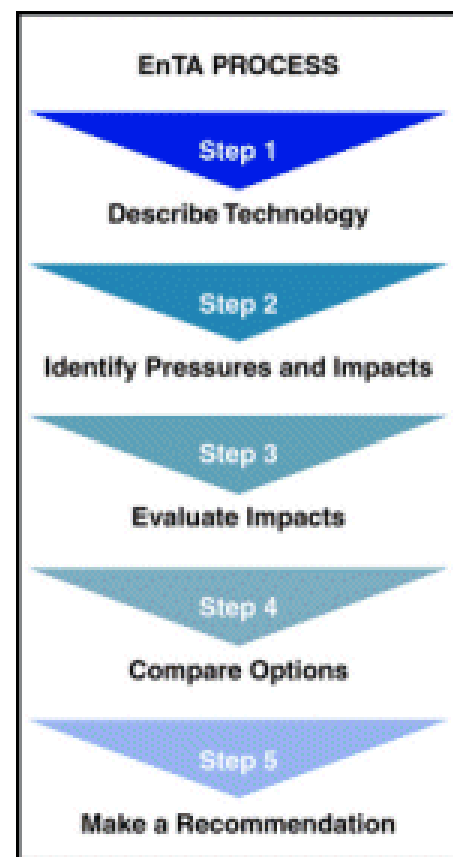 EnTA PROCESS
Step 1
Describe Technology
Step 2
Identify Pressures and Impacts
Step 3
Evaluate Impacts
Step 4
Compare Options
Step 5
Make a Recommendation